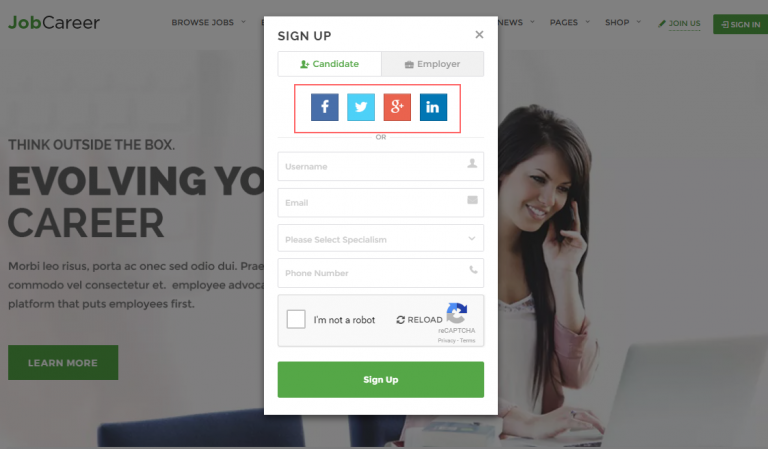 JobCareer
BROWSE JOBS
NEWS
PAGES
SHOP
JOIN US
SIGN IN
SIGN UP
×
Candidate
Employer
f
g+
in
OR
Username
Email
Please Select Specialism
Phone Number
I'm not a robot
RELOAD
reCAPTCHA
Privacy - Terms
Sign Up
THINK OUTSIDE THE BOX.
EVOLVING YO
CAREER
Morbi leo risus, porta ac onec sed odio dui. Prae
commodo vel consectetur et. employee advoca
platform that puts employees first.
LEARN MORE